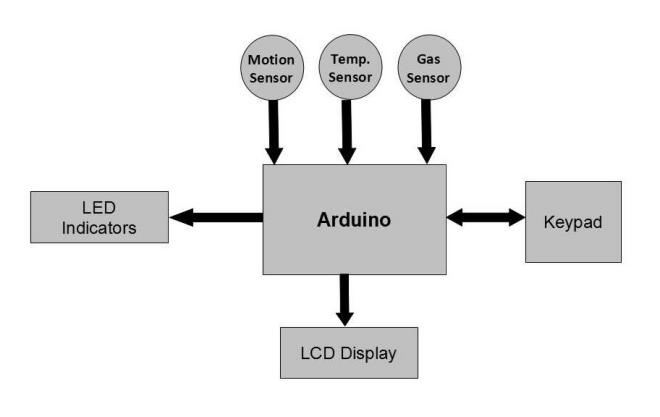 Motion
Sensor
Temp.
Sensor
Gas
Sensor
LED
Indicators
Arduino
Keypad
LCD Display